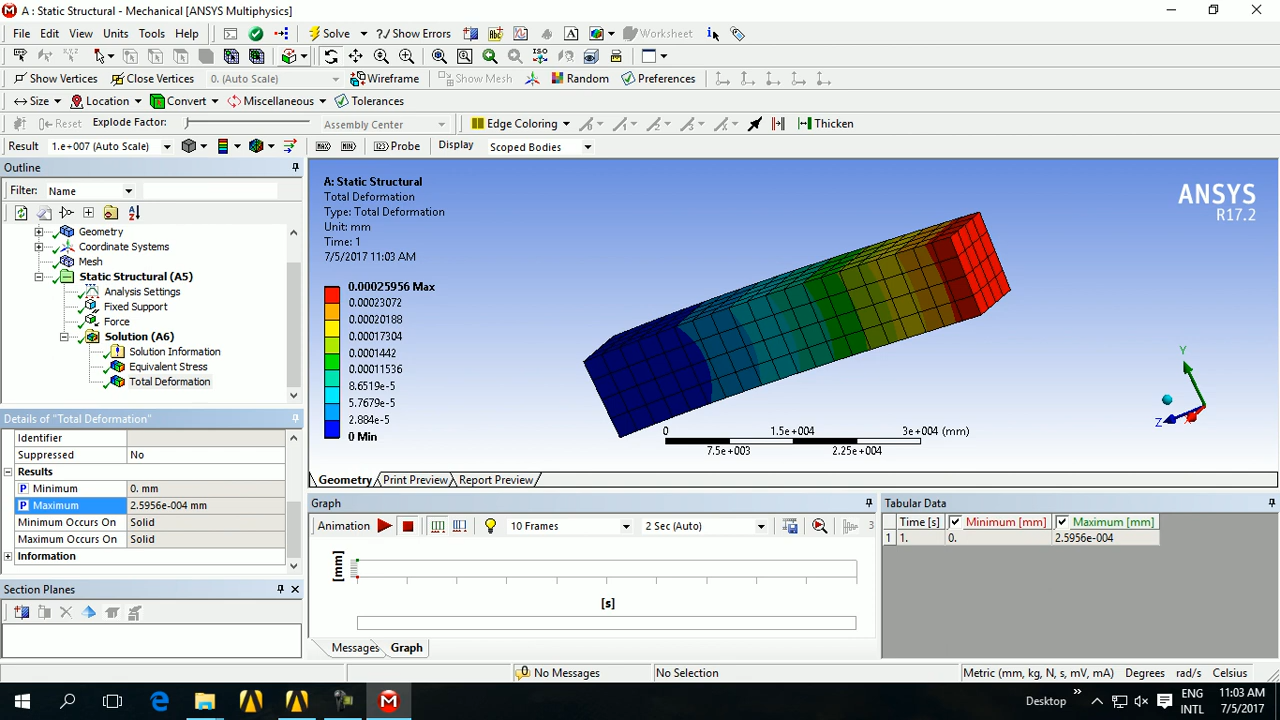 A : Static Structural - Mechanical [ANSYS Multiphysics]
File Edit View Units Tools Help Solve ?/ Show Errors Worksheet
Show Vertices Close Vertices 0. (Auto Scale) Wireframe Show Mesh Random Preferences
Size Location Convert Miscellaneous Tolerances
Reset Explode Factor: Assembly Center Edge Coloring Thicken
Result 1.e+007 (Auto Scale) Probe Display Scoped Bodies
Outline
Filter: Name
Geometry
Coordinate Systems
Mesh
Static Structural (A5)
Analysis Settings
Fixed Support
Force
Solution (A6)
Solution Information
Equivalent Stress
Total Deformation
Details of "Total Deformation"
Identifier
Suppressed No
Results
P Minimum 0. mm
P Maximum 2.5956e-004 mm
Minimum Occurs On Solid
Maximum Occurs On Solid
Information
Section Planes
A: Static Structural
Total Deformation
Type: Total Deformation
Unit: mm
Time: 1
7/5/2017 11:03 AM
0.00025956 Max
0.00023072
0.00020188
0.00017304
0.0001442
0.00011536
8.6519e-5
5.7679e-5
2.884e-5
0 Min
ANSYS
R17.2
Y
Z
0 1.5e+004 3e+004 (mm)
7.5e+003 2.25e+004
Geometry Print Preview Report Preview
Graph
Animation 10 Frames 2 Sec (Auto) 3
[mm]
[s]
Messages Graph
Tabular Data
Time [s] Minimum [mm] Maximum [mm]
1 1. 0. 2.5956e-004
0 No Messages No Selection Metric (mm, kg, N, s, mV, mA) Degrees rad/s Celsius
Desktop ENG INTL 11:03 AM 7/5/2017